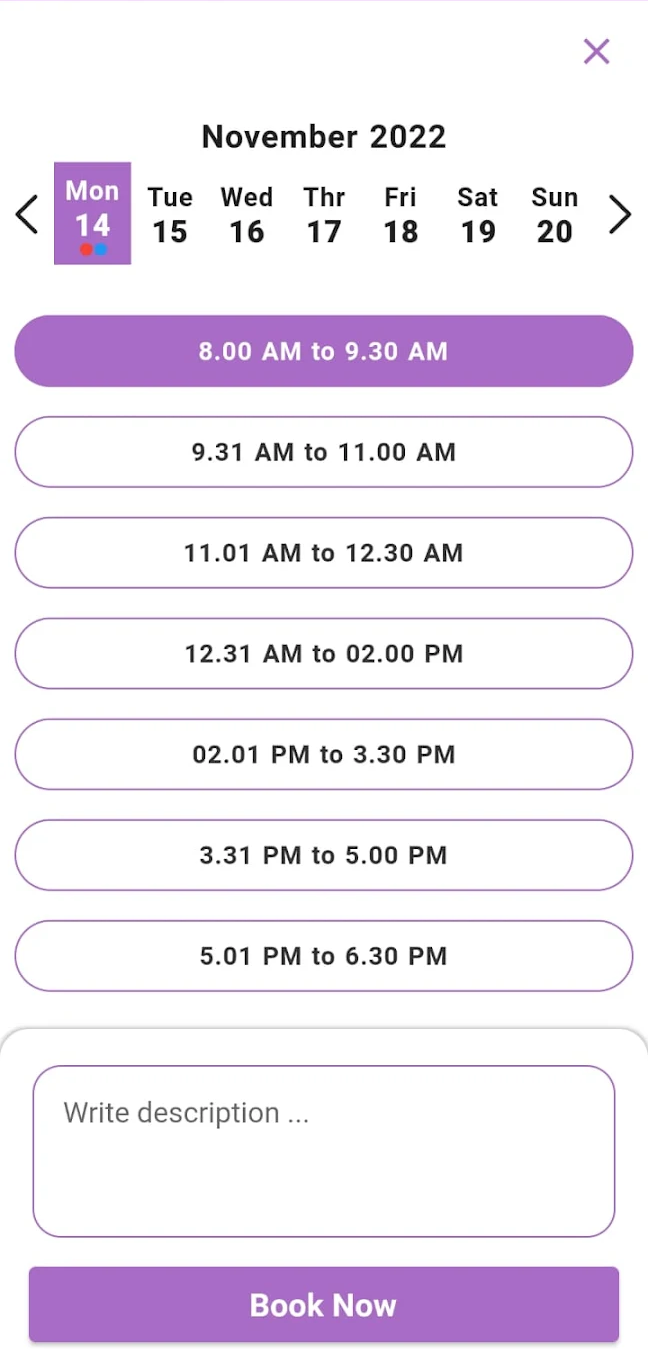 November 2022
Mon Tue Wed Thr Fri Sat Sun
14 15 16 17 18 19 20
8.00 AM to 9.30 AM
9.31 AM to 11.00 AM
11.01 AM to 12.30 AM
12.31 AM to 02.00 PM
02.01 PM to 3.30 PM
3.31 PM to 5.00 PM
5.01 PM to 6.30 PM
Write description ...
Book Now